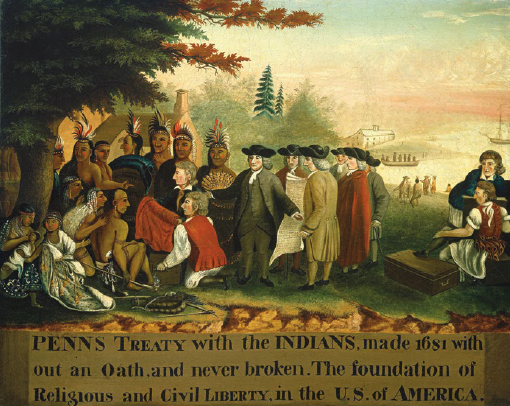 PENNS TREATY with the INDIANS, made 1681 with
out an Oath, and never broken. The foundation of
Religious and Civil LIBERTY, in the U.S. of AMERICA.